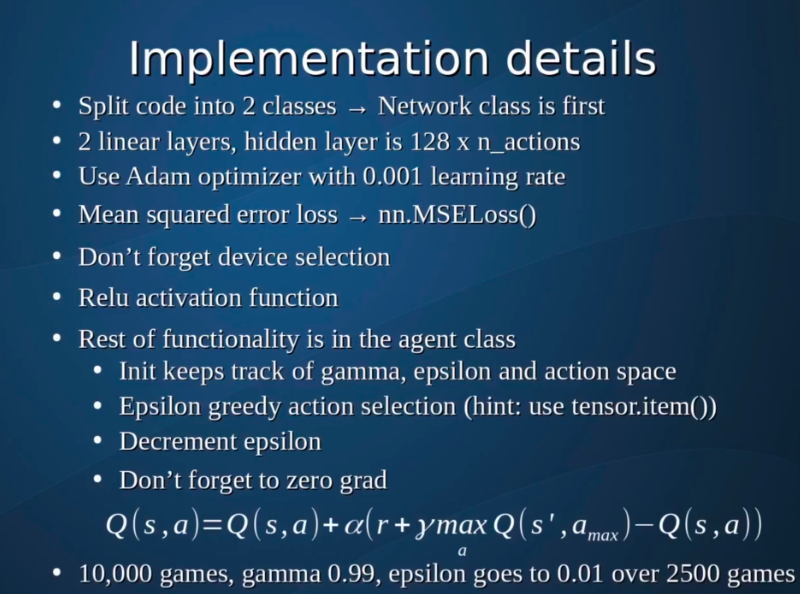 Implementation details
• Split code into 2 classes → Network class is first
• 2 linear layers, hidden layer is 128 x n_actions
• Use Adam optimizer with 0.001 learning rate
• Mean squared error loss → nn.MSELoss()
• Don’t forget device selection
• Relu activation function
• Rest of functionality is in the agent class
• Init keeps track of gamma, epsilon and action space
• Epsilon greedy action selection (hint: use tensor.item())
• Decrement epsilon
• Don’t forget to zero grad
Q(s,a)=Q(s,a)+α(r+γ max Q(s',a_max)−Q(s,a))
a
• 10,000 games, gamma 0.99, epsilon goes to 0.01 over 2500 games